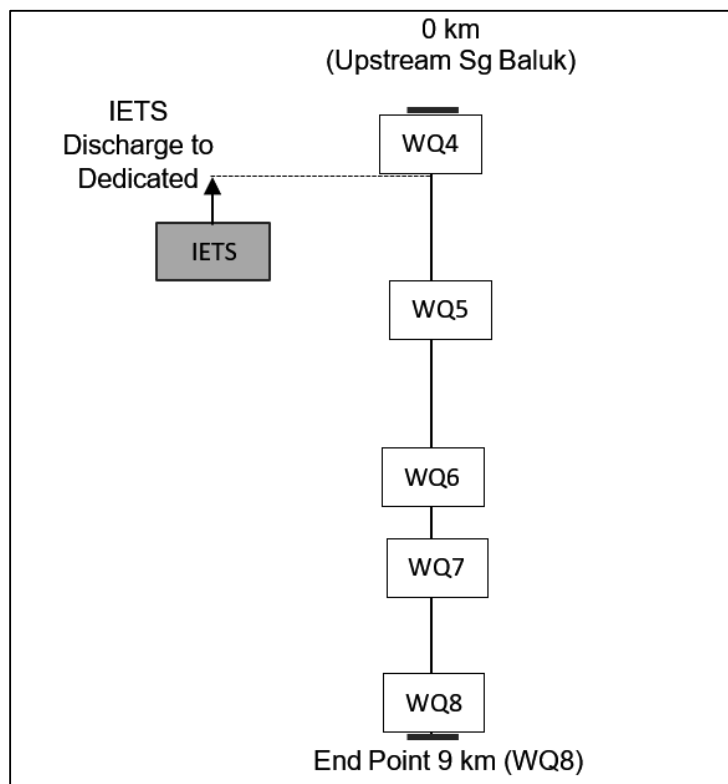 0 km
(Upstream Sg Baluk)
IETS
Discharge to
Dedicated
WQ4
IETS
WQ5
WQ6
WQ7
WQ8
End Point 9 km (WQ8)